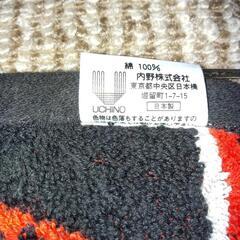 綿 100%
内野株式会社
東京都中央区日本橋
堀留町1-7-15
UCHINO
日本製
色物は色落ちすることがありますの